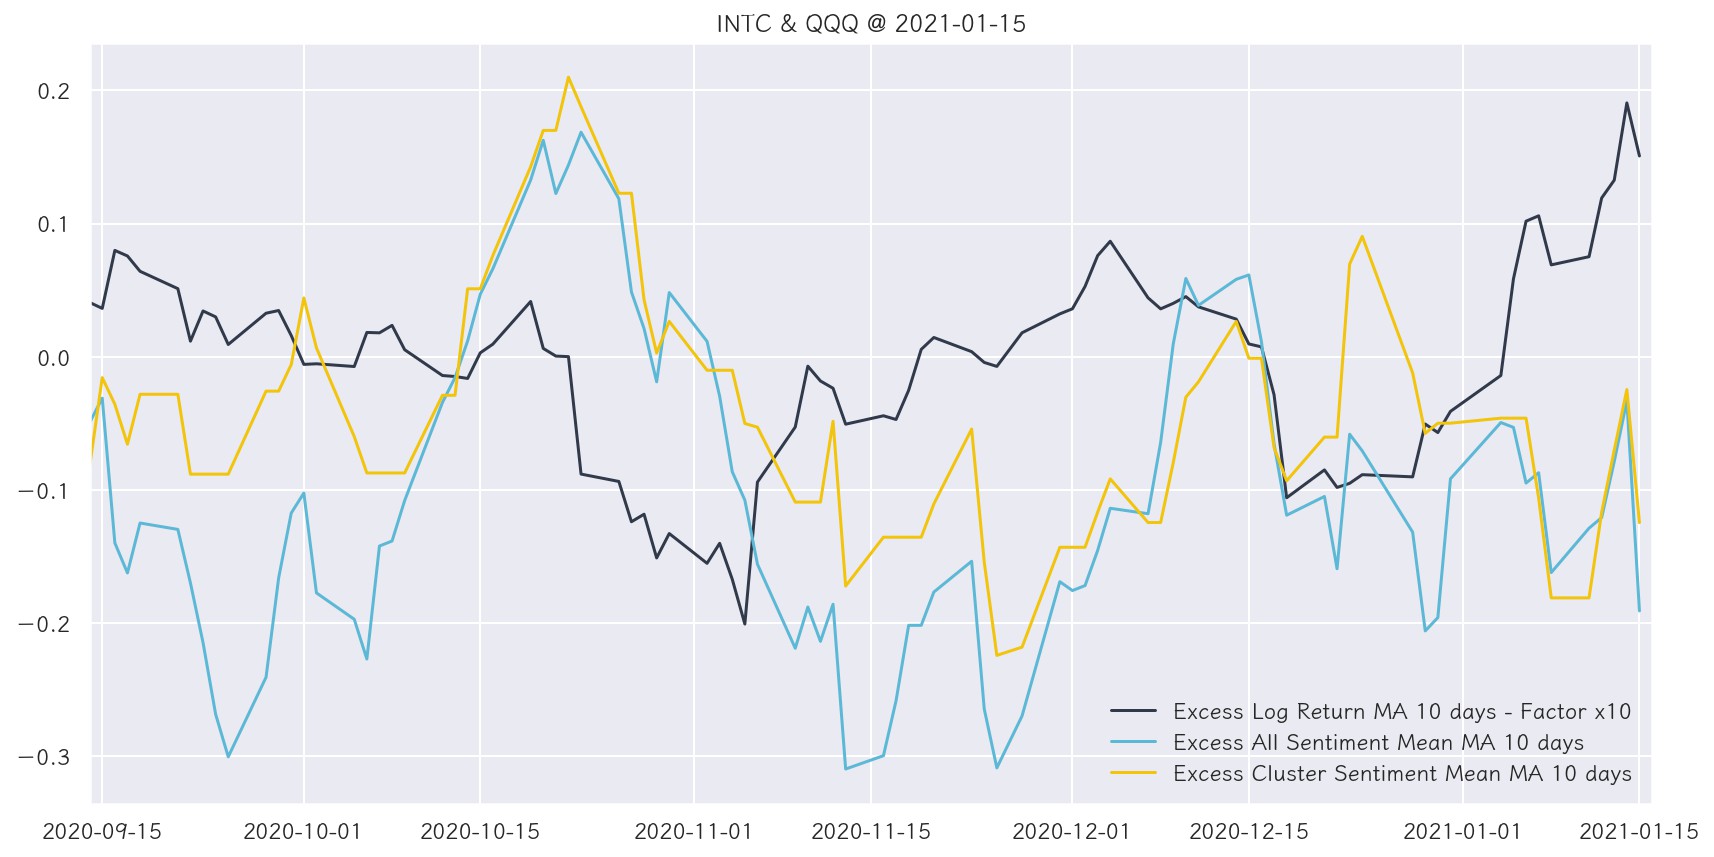 INTC & QQQ @ 2021-01-15
0.2
0.1
0.0
−0.1
−0.2
−0.3
Excess Log Return MA 10 days - Factor x10
Excess All Sentiment Mean MA 10 days
Excess Cluster Sentiment Mean MA 10 days
2020-09-15 2020-10-01 2020-10-15 2020-11-01 2020-11-15 2020-12-01 2020-12-15 2021-01-01 2021-01-15